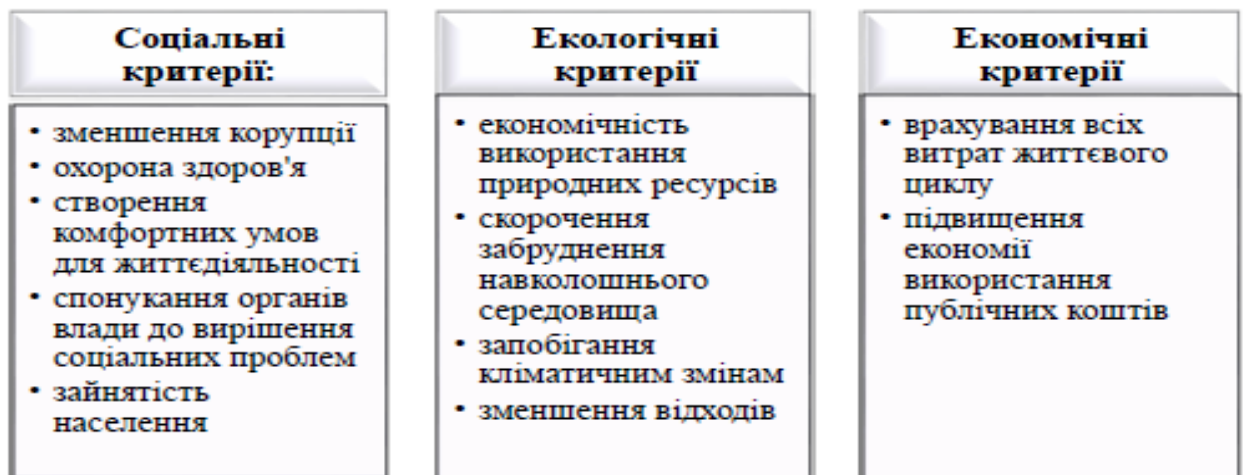 Соціальні
критерії:
• зменшення корупції
• охорона здоров'я
• створення
комфортних умов
для життєдіяльності
• спонукання органів
влади до вирішення
соціальних проблем
• зайнятість
населення
Екологічні
критерії
• економічність
використання
природних ресурсів
• скорочення
забруднення
навколошнього
середовища
• запобігання
кліматичним змінам
• зменшення відходів
Економічні
критерії
• врахування всіх
витрат життєвого
циклу
• підвищення
економії
використання
публічних коштів